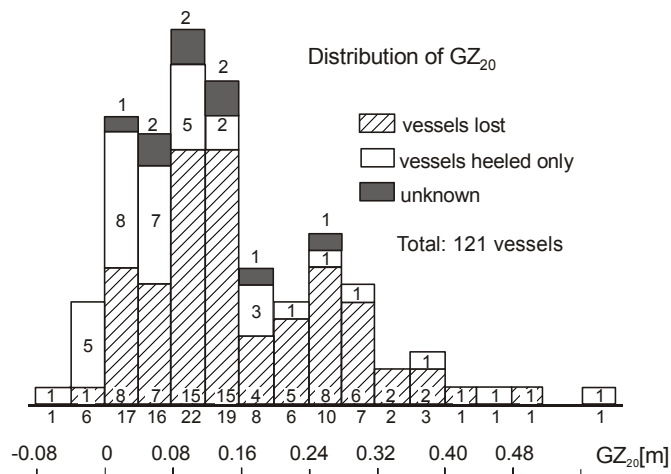 2
Distribution of GZ20
2
1
2
5
2
vessels lost
vessels heeled only
unknown
8
7
1
1
1
Total: 121 vessels
3
1
1
5
1
1 1 8 7 15 15 4 5 8 6 2 2 1 1 1 1
1 6 17 16 22 19 8 6 10 7 2 3 1 1 1 1
-0.08 0 0.08 0.16 0.24 0.32 0.40 0.48 GZ20[m]